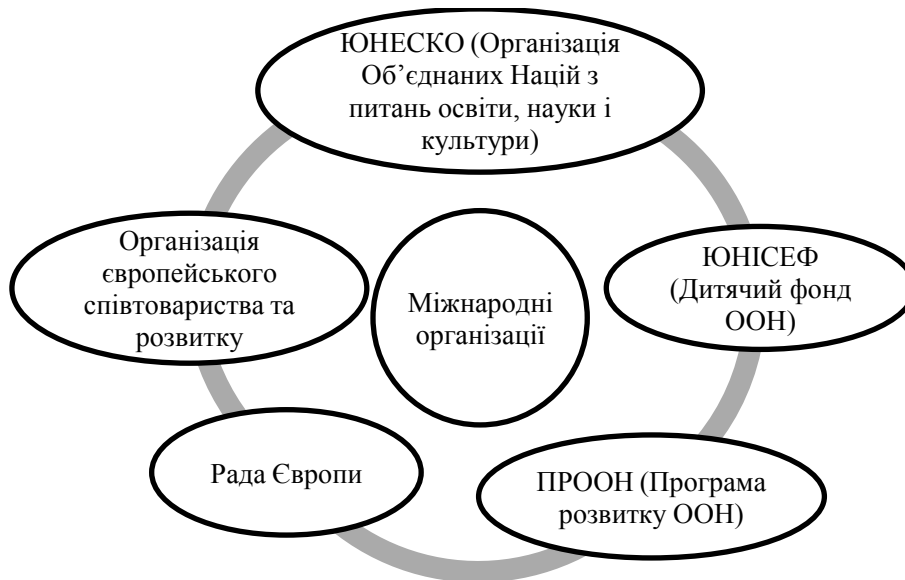 ЮНЕСКО (Організація
Об’єднаних Націй з
питань освіти, науки і
культури)
ЮНІСЕФ
(Дитячий фонд
ООН)
ПРООН (Програма
розвитку ООН)
Рада Європи
Організація
європейського
співтовариства та
розвитку
Міжнародні
організації